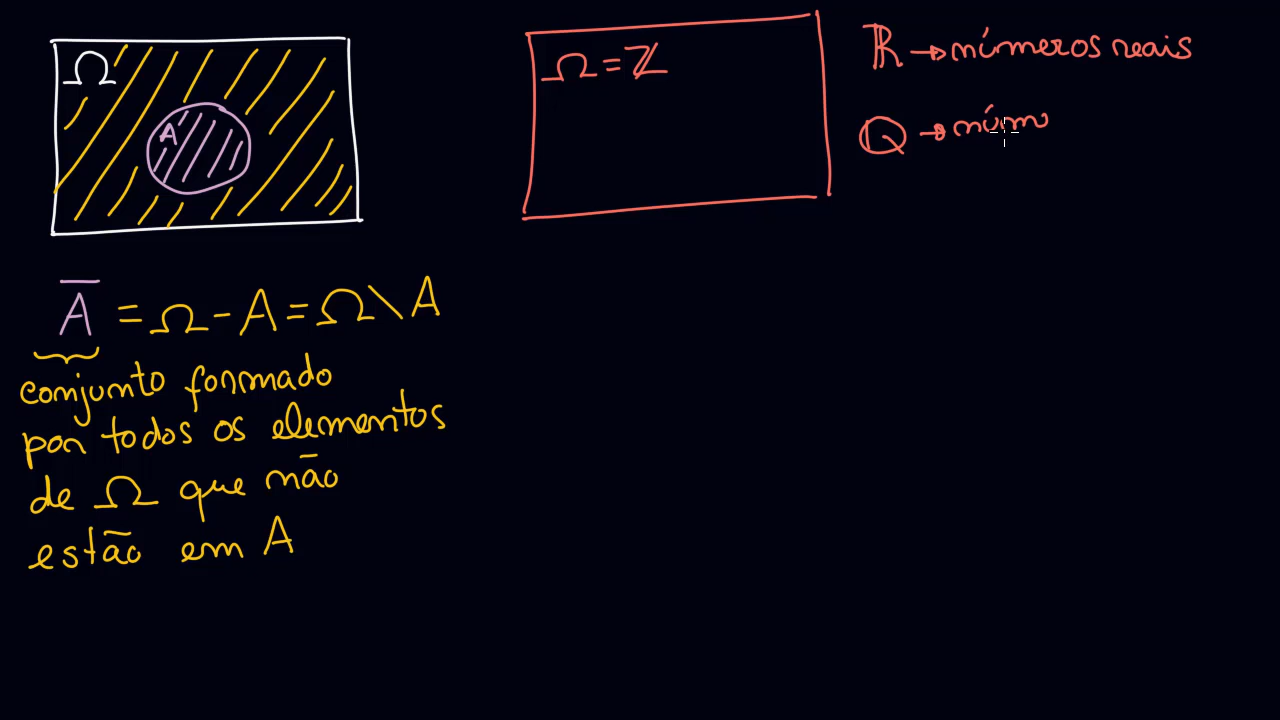 Ω
A
Ω = ℤ
ℝ → números reais
Q → núm
A̅ = Ω - A = Ω \ A
conjunto formado
por todos os elementos
de Ω que não
estão em A